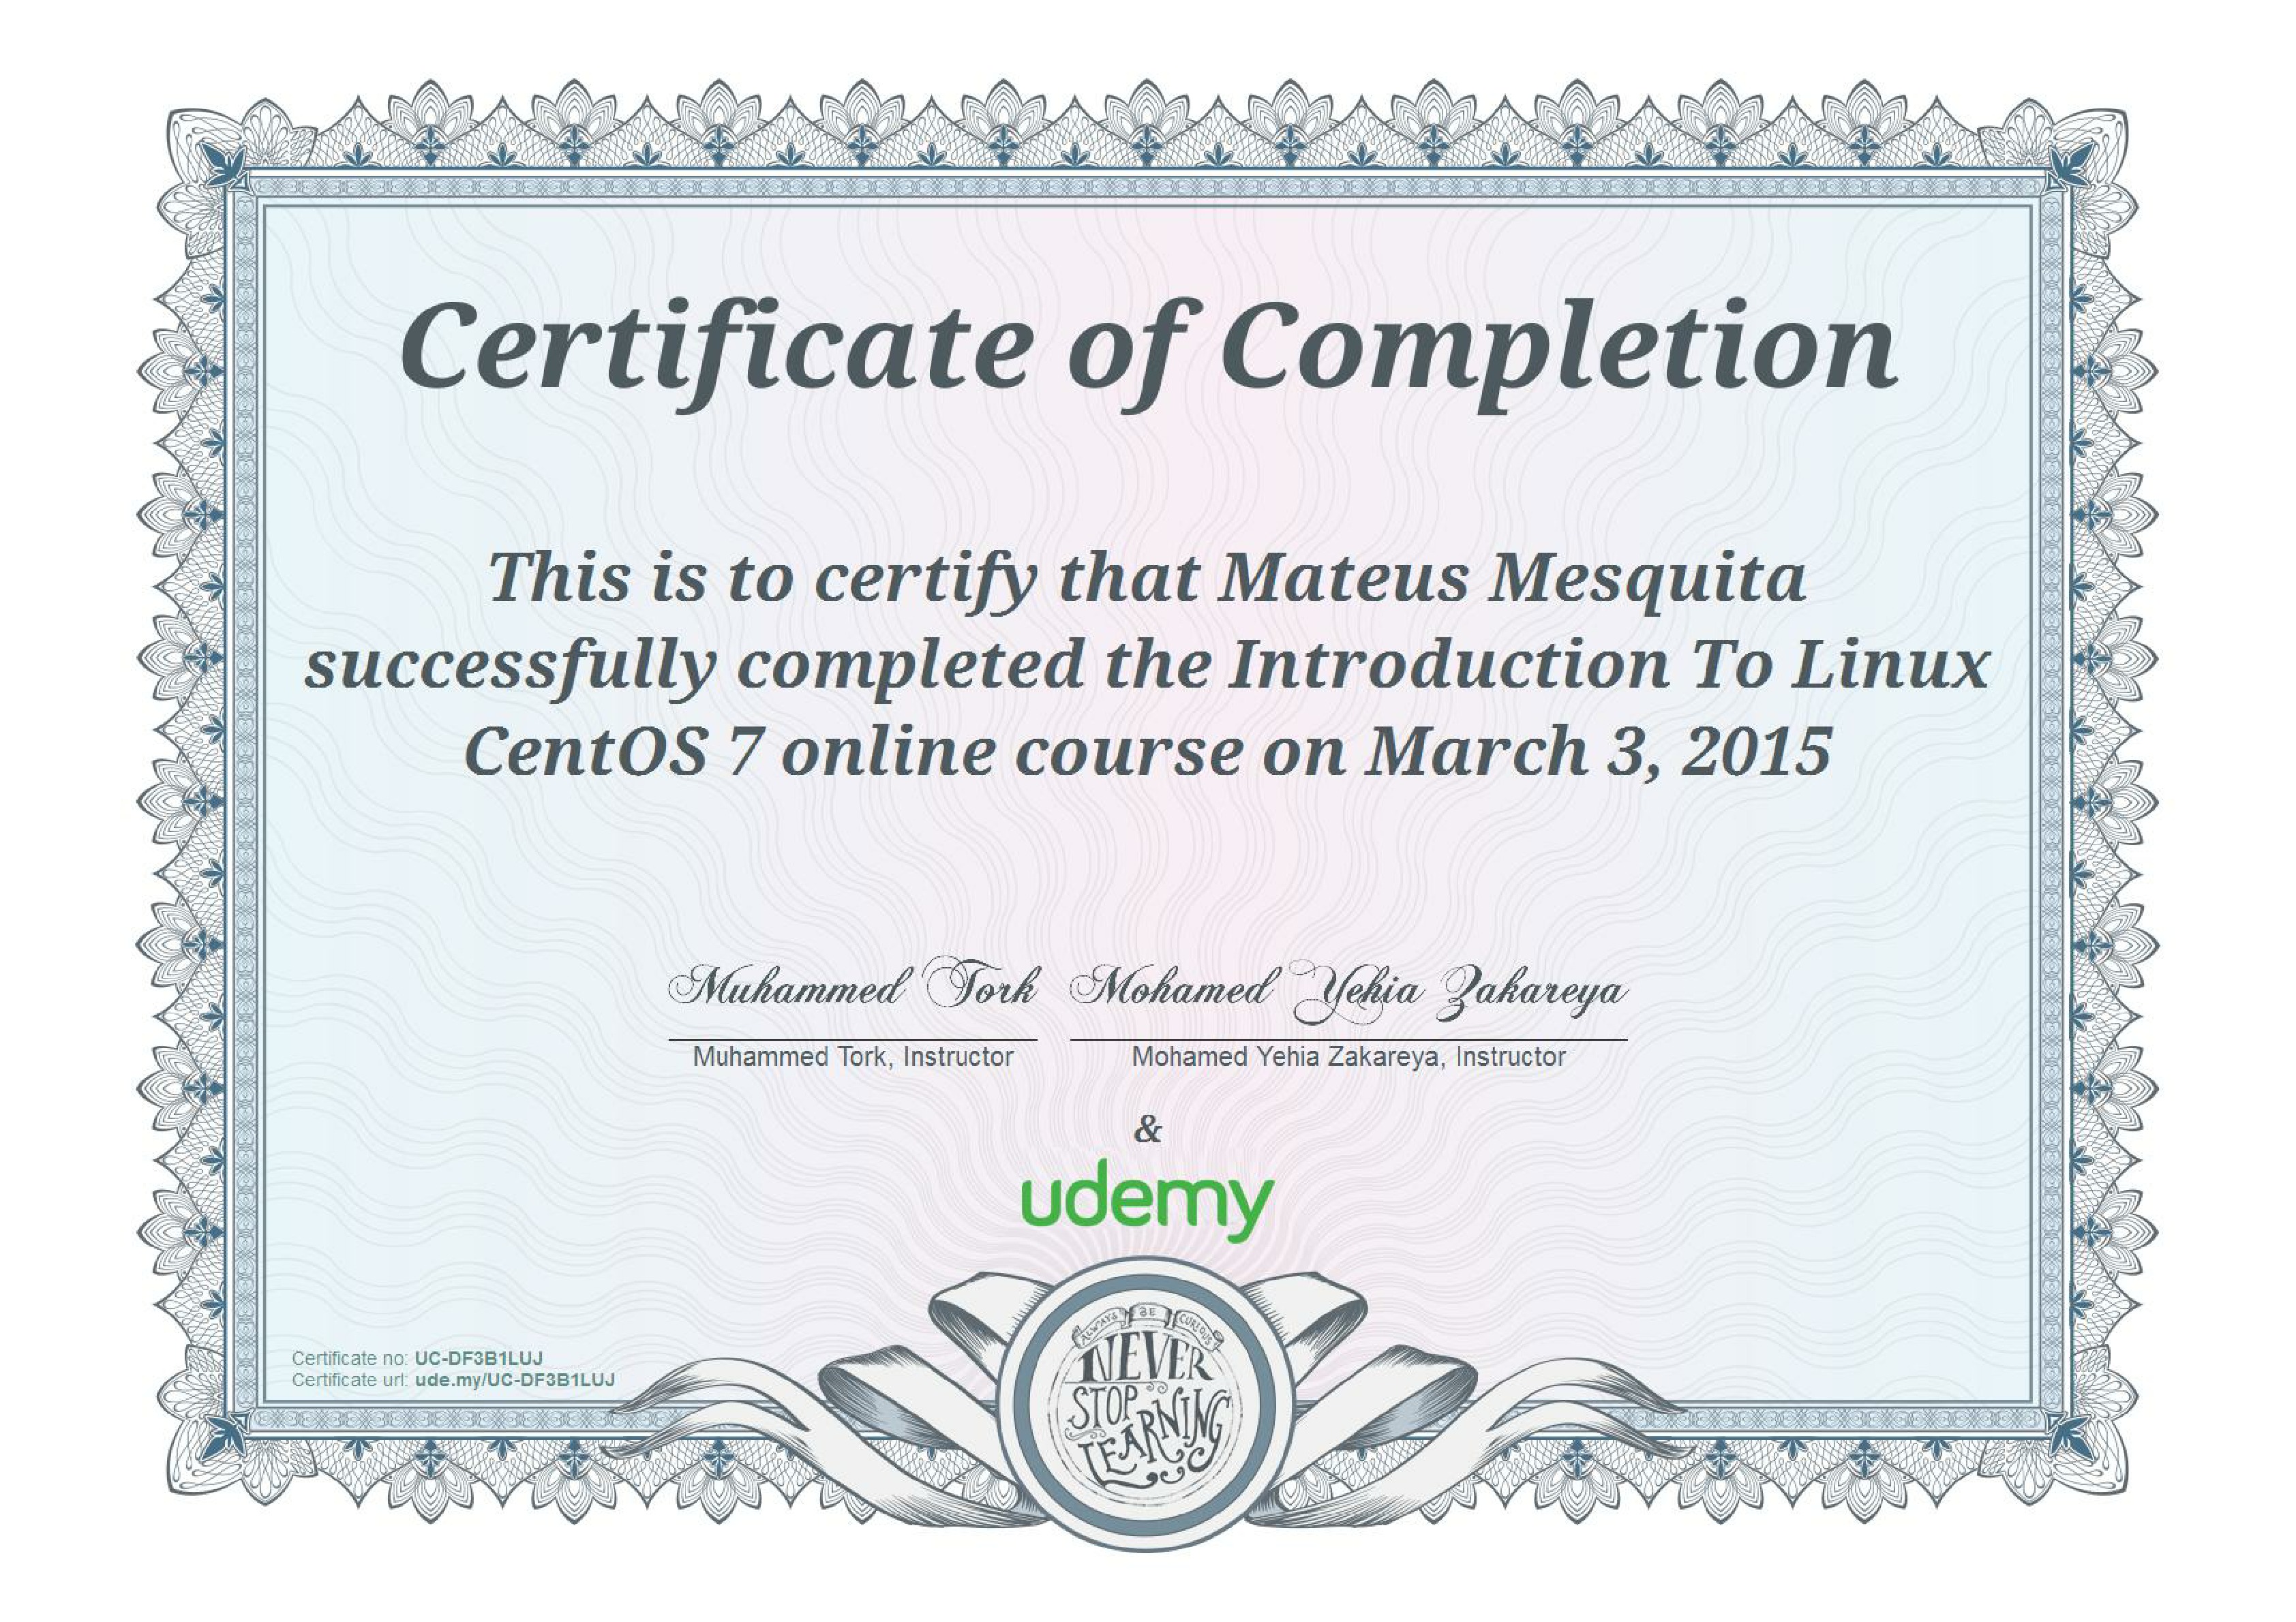 Certificate of Completion
This is to certify that Mateus Mesquita
successfully completed the Introduction To Linux
CentOS 7 online course on March 3, 2015
Muhammed Tork Mohamed Yehia Zakareya
Muhammed Tork, Instructor Mohamed Yehia Zakareya, Instructor
&
udemy
ALWAYS BE CURIOUS
NEVER
STOP
LEARNING
Certificate no: UC-DF3B1LUJ
Certificate url: ude.my/UC-DF3B1LUJ